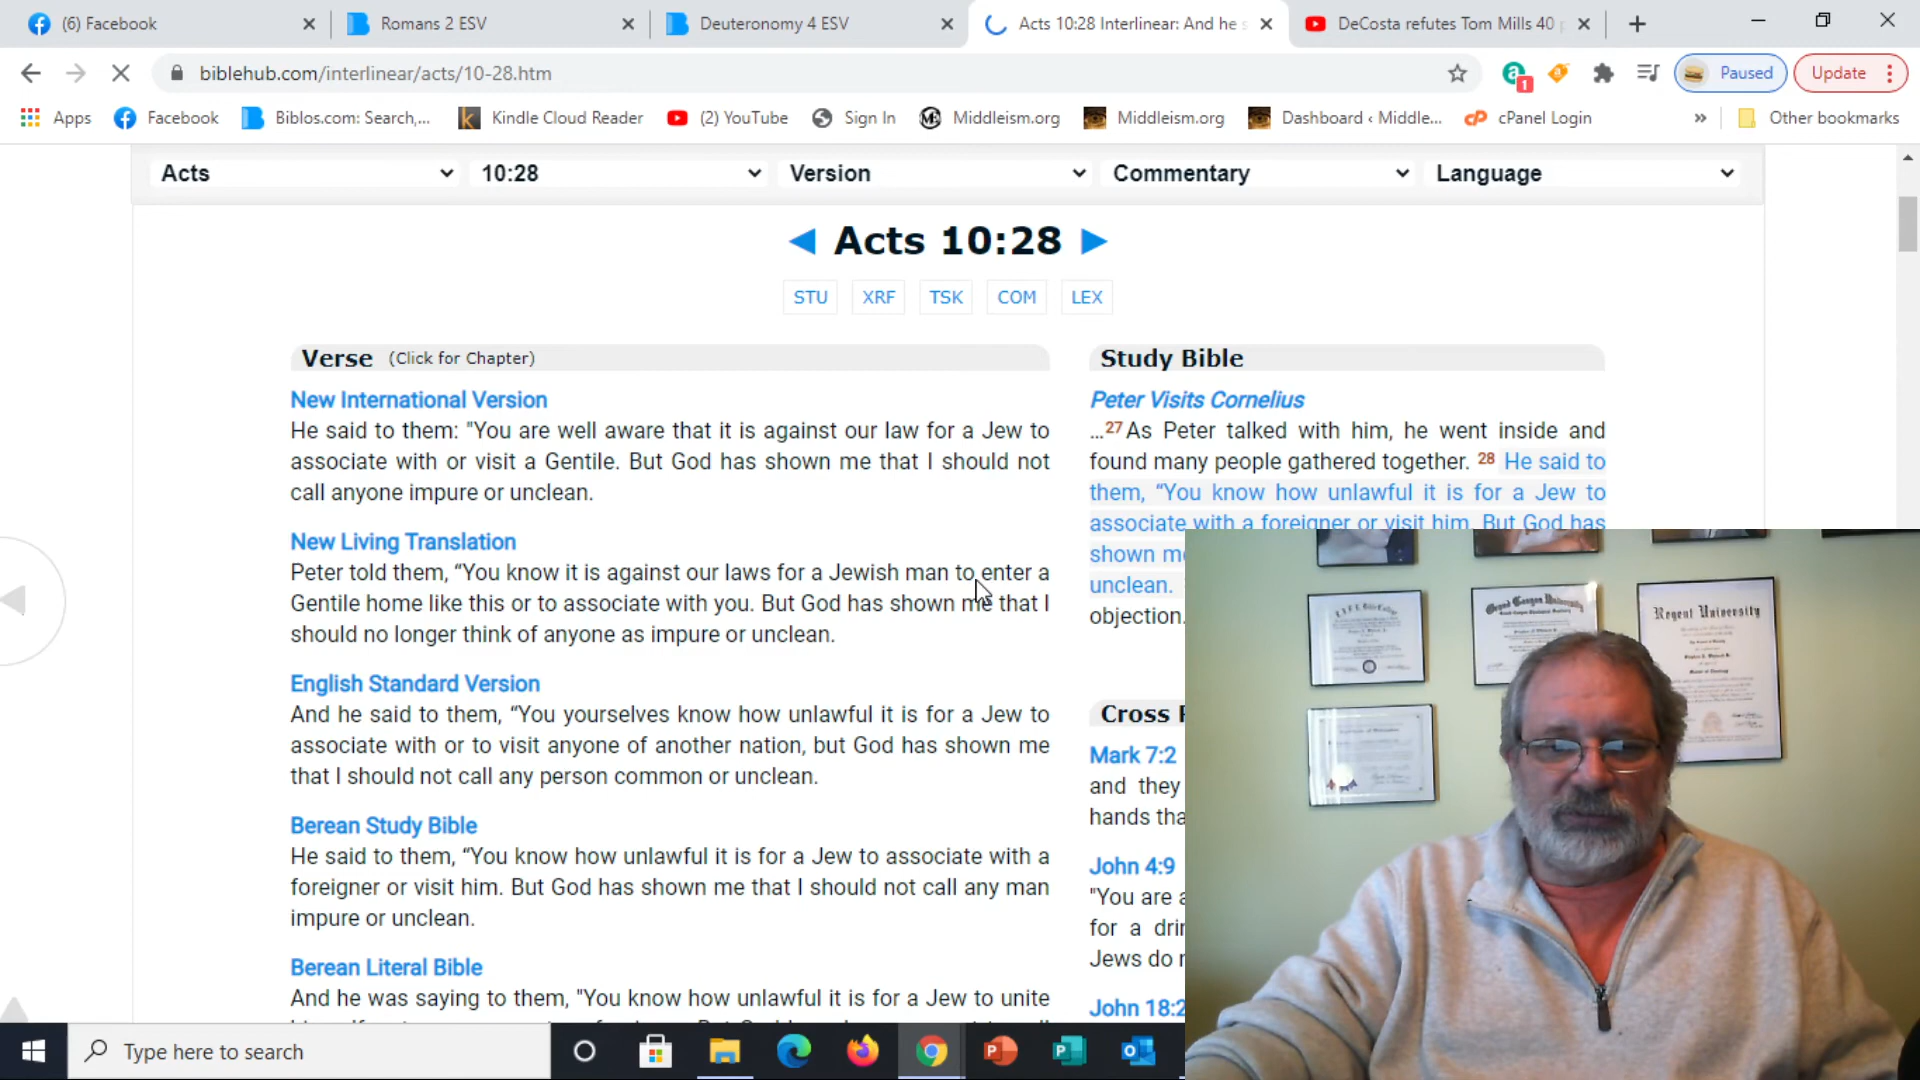 (6) Facebook
Romans 2 ESV
Deuteronomy 4 ESV
Acts 10:28 Interlinear: And he s
DeCosta refutes Tom Mills 40 p
biblehub.com/interlinear/acts/10-28.htm
1
Paused
Update
Apps
Facebook
Biblos.com: Search,...
Kindle Cloud Reader
(2) YouTube
Sign In
Middleism.org
Middleism.org
Dashboard ‹ Middle...
cPanel Login
»
Other bookmarks
Acts
10:28
Version
Commentary
Language
Acts 10:28
STU
XRF
TSK
COM
LEX
Verse (Click for Chapter)
New International Version
He said to them: "You are well aware that it is against our law for a Jew to
associate with or visit a Gentile. But God has shown me that I should not
call anyone impure or unclean.
New Living Translation
Peter told them, “You know it is against our laws for a Jewish man to enter a
Gentile home like this or to associate with you. But God has shown me that I
should no longer think of anyone as impure or unclean.
English Standard Version
And he said to them, “You yourselves know how unlawful it is for a Jew to
associate with or to visit anyone of another nation, but God has shown me
that I should not call any person common or unclean.
Berean Study Bible
He said to them, “You know how unlawful it is for a Jew to associate with a
foreigner or visit him. But God has shown me that I should not call any man
impure or unclean.
Berean Literal Bible
And he was saying to them, "You know how unlawful it is for a Jew to unite
Study Bible
Peter Visits Cornelius
…27 As Peter talked with him, he went inside and
found many people gathered together. 28 He said to
them, “You know how unlawful it is for a Jew to
associate with a foreigner or visit him. But God has
shown me
unclean.
objection.
Cross
Mark 7:2
and they
hands tha
John 4:9
"You are a
for a drin
Jews do
John 18:2
Regent University
Type here to search